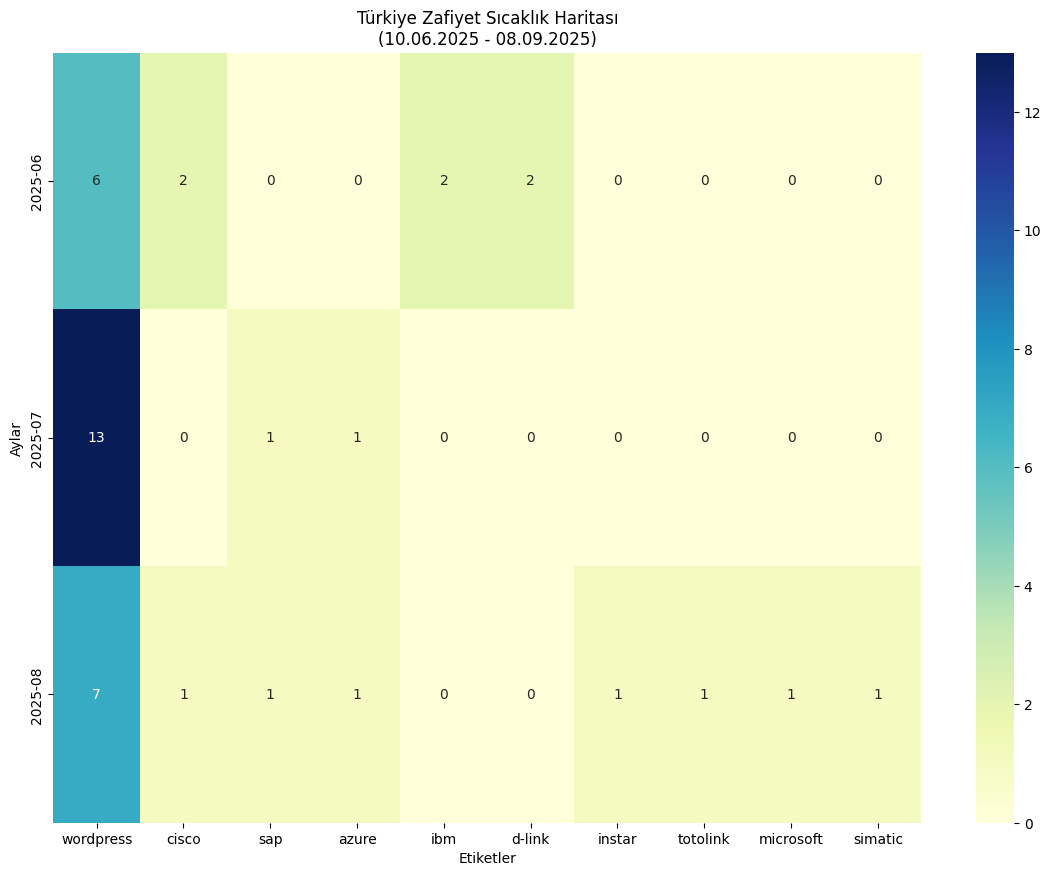 Türkiye Zafiyet Sıcaklık Haritası
(10.06.2025 - 08.09.2025)
Aylar
2025-06
6 2 0 0 2 2 0 0 0 0
2025-07
13 0 1 1 0 0 0 0 0 0
2025-08
7 1 1 1 0 0 1 1 1 1
wordpress cisco sap azure ibm d-link instar totolink microsoft simatic
Etiketler
12
10
8
6
4
2
0